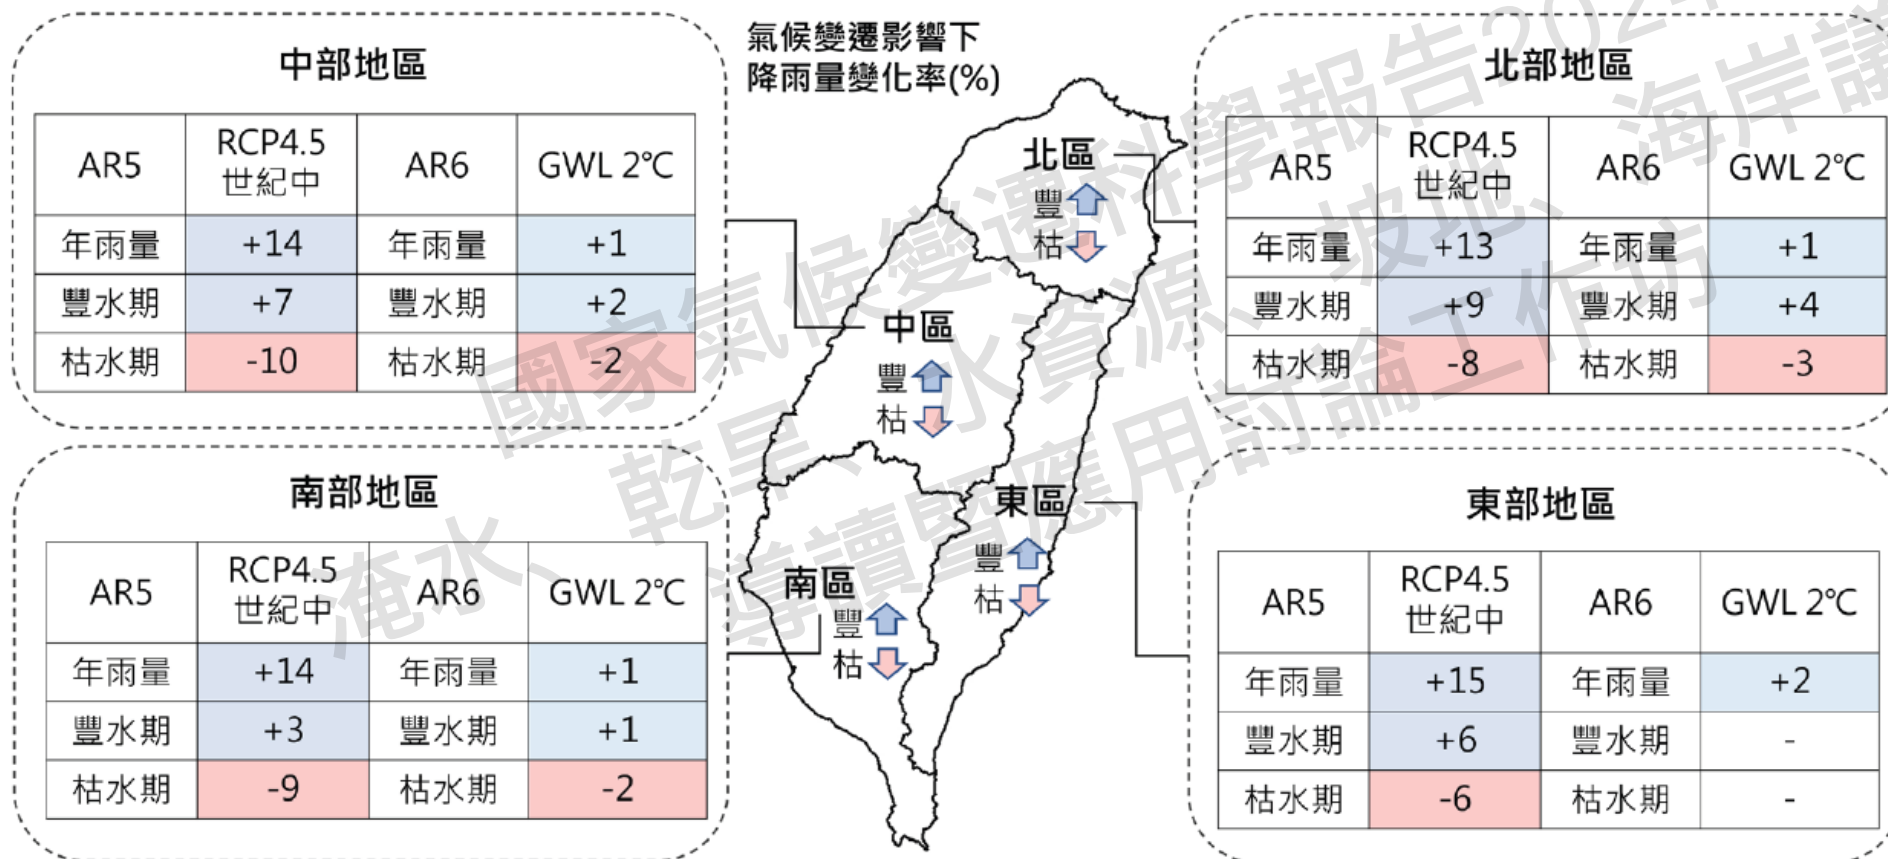 氣候變遷影響下
降雨量變化率(%)
中部地區
AR5 RCP4.5 世紀中 AR6 GWL 2℃
年雨量 +14 年雨量 +1
豐水期 +7 豐水期 +2
枯水期 -10 枯水期 -2
北部地區
AR5 RCP4.5 世紀中 AR6 GWL 2℃
年雨量 +13 年雨量 +1
豐水期 +9 豐水期 +4
枯水期 -8 枯水期 -3
北區
豐
枯
中區
豐
枯
東區
豐
枯
南區
豐
枯
南部地區
AR5 RCP4.5 世紀中 AR6 GWL 2℃
年雨量 +14 年雨量 +1
豐水期 +3 豐水期 +1
枯水期 -9 枯水期 -2
東部地區
AR5 RCP4.5 世紀中 AR6 GWL 2℃
年雨量 +15 年雨量 +2
豐水期 +6 豐水期 -
枯水期 -6 枯水期 -
國家氣候變遷科學報告202
淹水、乾旱、水資源、坡地、海岸議
導讀暨應用討論工作坊